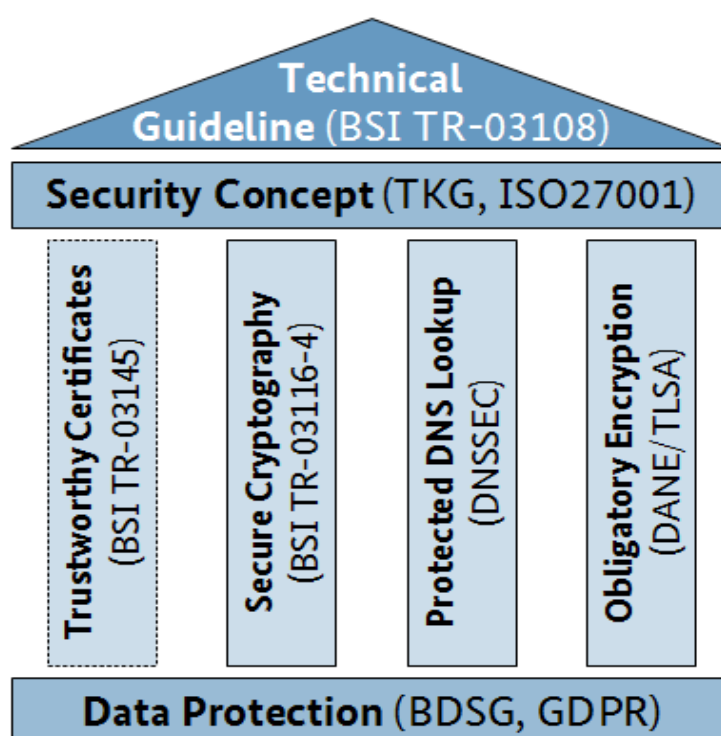 Technical
Guideline (BSI TR-03108)
Security Concept (TKG, ISO27001)
Trustworthy Certificates
(BSI TR-03145)
Secure Cryptography
(BSI TR-03116-4)
Protected DNS Lookup
(DNSSEC)
Obligatory Encryption
(DANE/TLSA)
Data Protection (BDSG, GDPR)